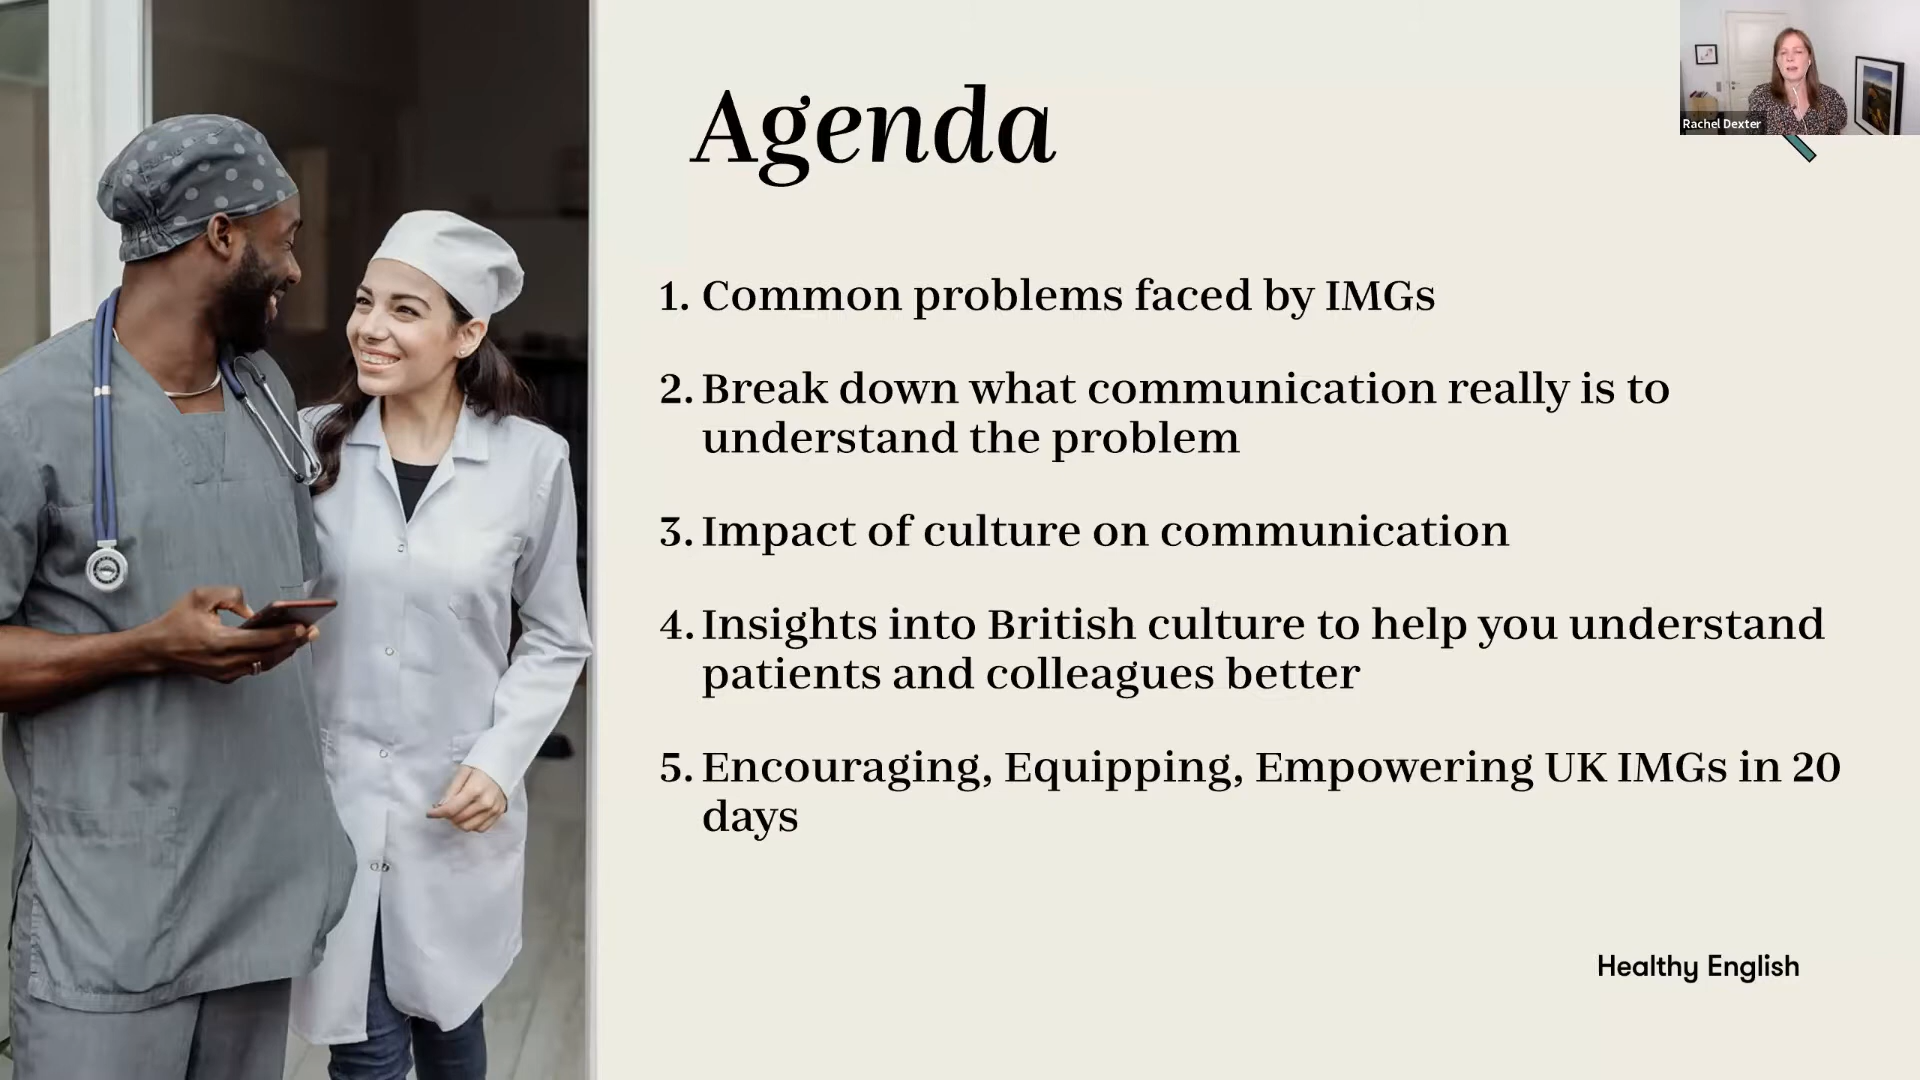 Agenda
Rachel Dexter
1. Common problems faced by IMGs
2. Break down what communication really is to
understand the problem
3. Impact of culture on communication
4. Insights into British culture to help you understand
patients and colleagues better
5. Encouraging, Equipping, Empowering UK IMGs in 20
days
Healthy English